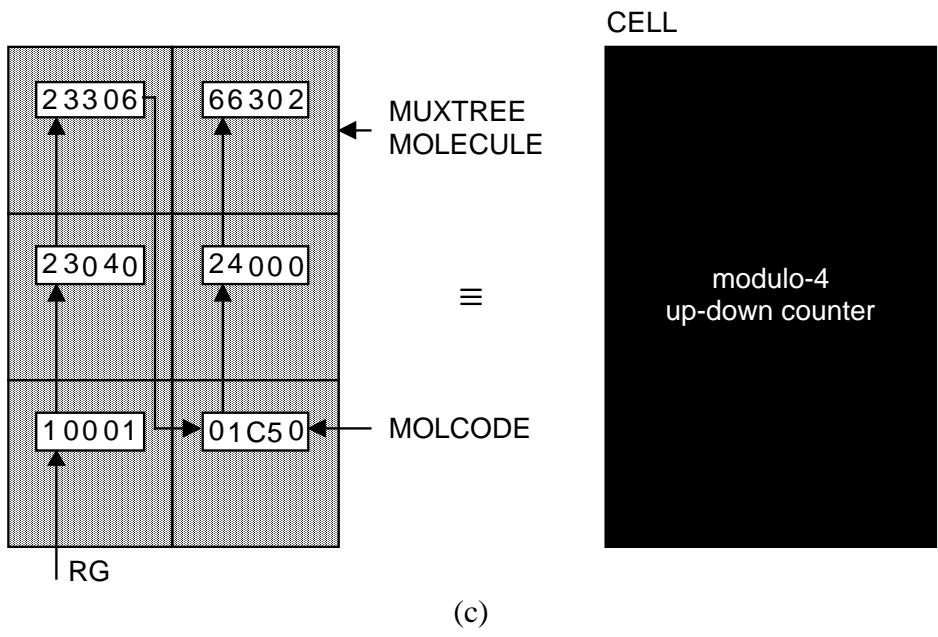 CELL
23306
66302
MUXTREE
MOLECULE
23040
24000
≡
modulo-4
up-down counter
10001
01C50
MOLCODE
RG
(c)